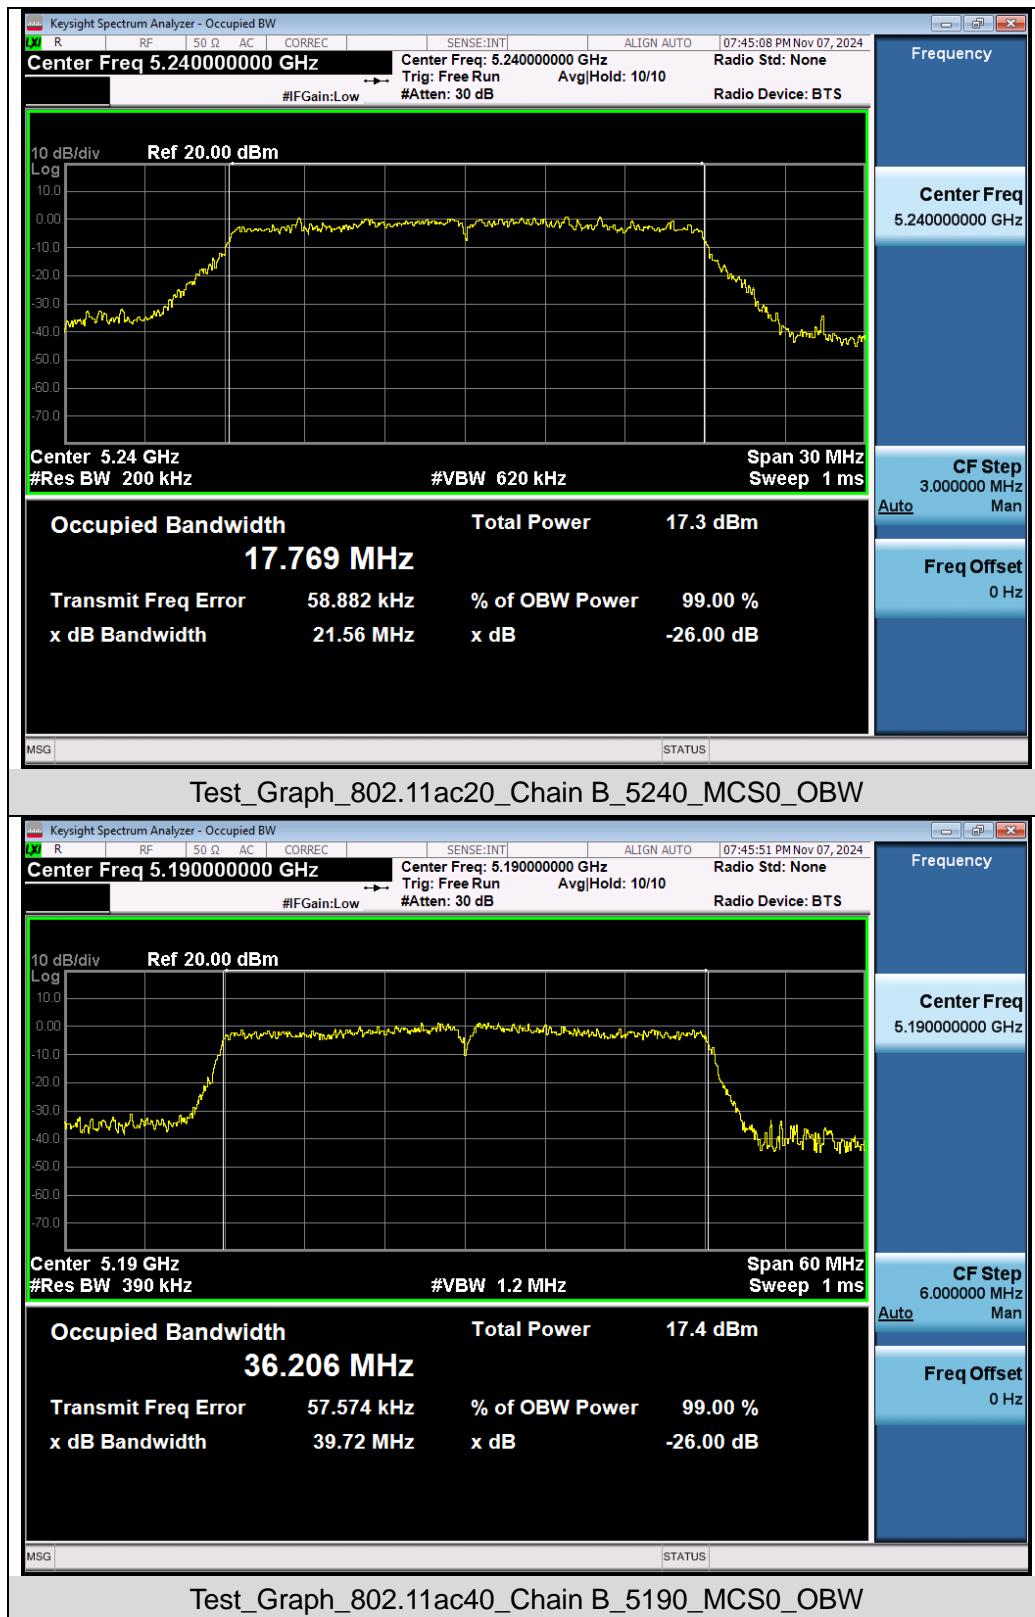 Keysight Spectrum Analyzer - Occupied BW
LXI R RF 50 Ω AC CORREC SENSE:INT ALIGN AUTO 07:45:08 PM Nov 07, 2024
Center Freq 5.240000000 GHz
Center Freq: 5.240000000 GHz
Radio Std: None
Trig: Free Run Avg|Hold: 10/10
#IFGain:Low
#Atten: 30 dB
Radio Device: BTS
Frequency
10 dB/div Ref 20.00 dBm
Log
10.0
0.00
-10.0
-20.0
-30.0
-40.0
-50.0
-60.0
-70.0
Center 5.24 GHz Span 30 MHz
#Res BW 200 kHz #VBW 620 kHz Sweep 1 ms
Center Freq
5.240000000 GHz
CF Step
3.000000 MHz
Auto Man
Freq Offset
0 Hz
Occupied Bandwidth Total Power 17.3 dBm
17.769 MHz
Transmit Freq Error 58.882 kHz % of OBW Power 99.00 %
x dB Bandwidth 21.56 MHz x dB -26.00 dB
MSG STATUS
Test_Graph_802.11ac20_Chain B_5240_MCS0_OBW
Keysight Spectrum Analyzer - Occupied BW
LXI R RF 50 Ω AC CORREC SENSE:INT ALIGN AUTO 07:45:51 PM Nov 07, 2024
Center Freq 5.190000000 GHz
Center Freq: 5.190000000 GHz
Radio Std: None
Trig: Free Run Avg|Hold: 10/10
#IFGain:Low
#Atten: 30 dB
Radio Device: BTS
Frequency
10 dB/div Ref 20.00 dBm
Log
10.0
0.00
-10.0
-20.0
-30.0
-40.0
-50.0
-60.0
-70.0
Center 5.19 GHz Span 60 MHz
#Res BW 390 kHz #VBW 1.2 MHz Sweep 1 ms
Center Freq
5.190000000 GHz
CF Step
6.000000 MHz
Auto Man
Freq Offset
0 Hz
Occupied Bandwidth Total Power 17.4 dBm
36.206 MHz
Transmit Freq Error 57.574 kHz % of OBW Power 99.00 %
x dB Bandwidth 39.72 MHz x dB -26.00 dB
MSG STATUS
Test_Graph_802.11ac40_Chain B_5190_MCS0_OBW